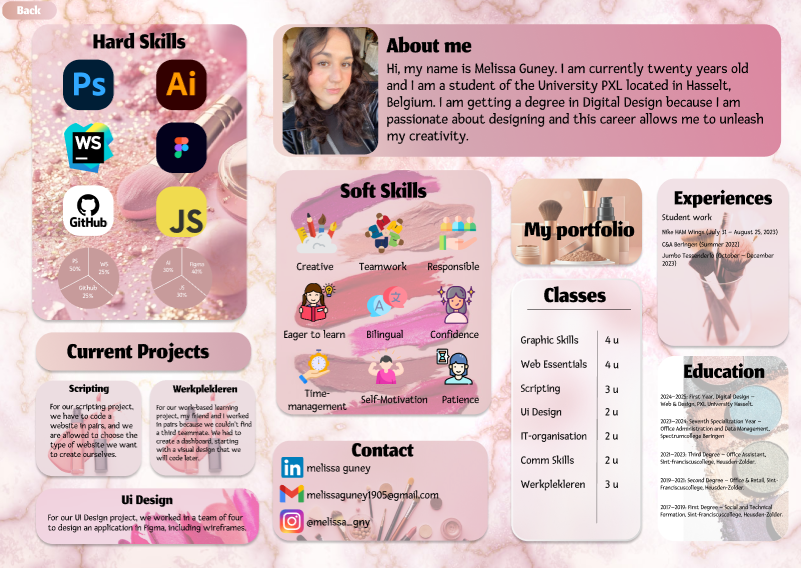 Back
Hard Skills
Ps
Ai
WS
GitHub
JS
PS
50%
WS
25%
Github
25%
Ai
30%
Figma
40%
JS
30%
About me
Hi, my name is Melissa Guney. I am currently twenty years old
and I am a student of the University PXL located in Hasselt,
Belgium. I am getting a degree in Digital Design because I am
passionate about designing and this career allows me to unleash
my creativity.
Soft Skills
Creative
Teamwork
Responsible
Eager to learn
Bilingual
Confidence
Time-
management
Self-Motivation
Patience
My portfolio
Experiences
Student work
Nike HAM Wings (July 31 – August 25, 2023)
C&A Beringen (Summer 2022)
Jumbo Tessenderlo (October – December
2023)
Classes
Graphic Skills 4 u
Web Essentials 4 u
Scripting 3 u
Ui Design 2 u
IT-organisation 2 u
Comm Skills 2 u
Werkplekleren 3 u
Current Projects
Scripting
For our scripting project,
we have to code a
website in pairs, and we
are allowed to choose the
type of website we want
to create ourselves.
Werkplekleren
For our work-based learning
project, my friend and I worked
in pairs because we couldn't find
a third teammate. We had to
create a dashboard, starting
with a visual design that we
will code later.
Ui Design
For our UI Design project, we worked in a team of four
to design an application in Figma, including wireframes.
Contact
in
melissa guney
melissaguney1905@gmail.com
@melissa_gny
Education
2024–2025: First Year, Digital Design –
Web & Design, PXL University Hasselt.
2023–2024: Seventh Specialization Year –
Office Administration and Data Management,
Spectrumcollege Beringen
2021–2023: Third Degree – Office Assistant,
Sint-Franciscuscollege, Heusden-Zolder.
2019–2021: Second Degree – Office & Retail, Sint-
Franciscuscollege, Heusden-Zolder.
2017–2019: First Degree – Social and Technical
Formation, Sint-Franciscuscollege, Heusden-Zolder.